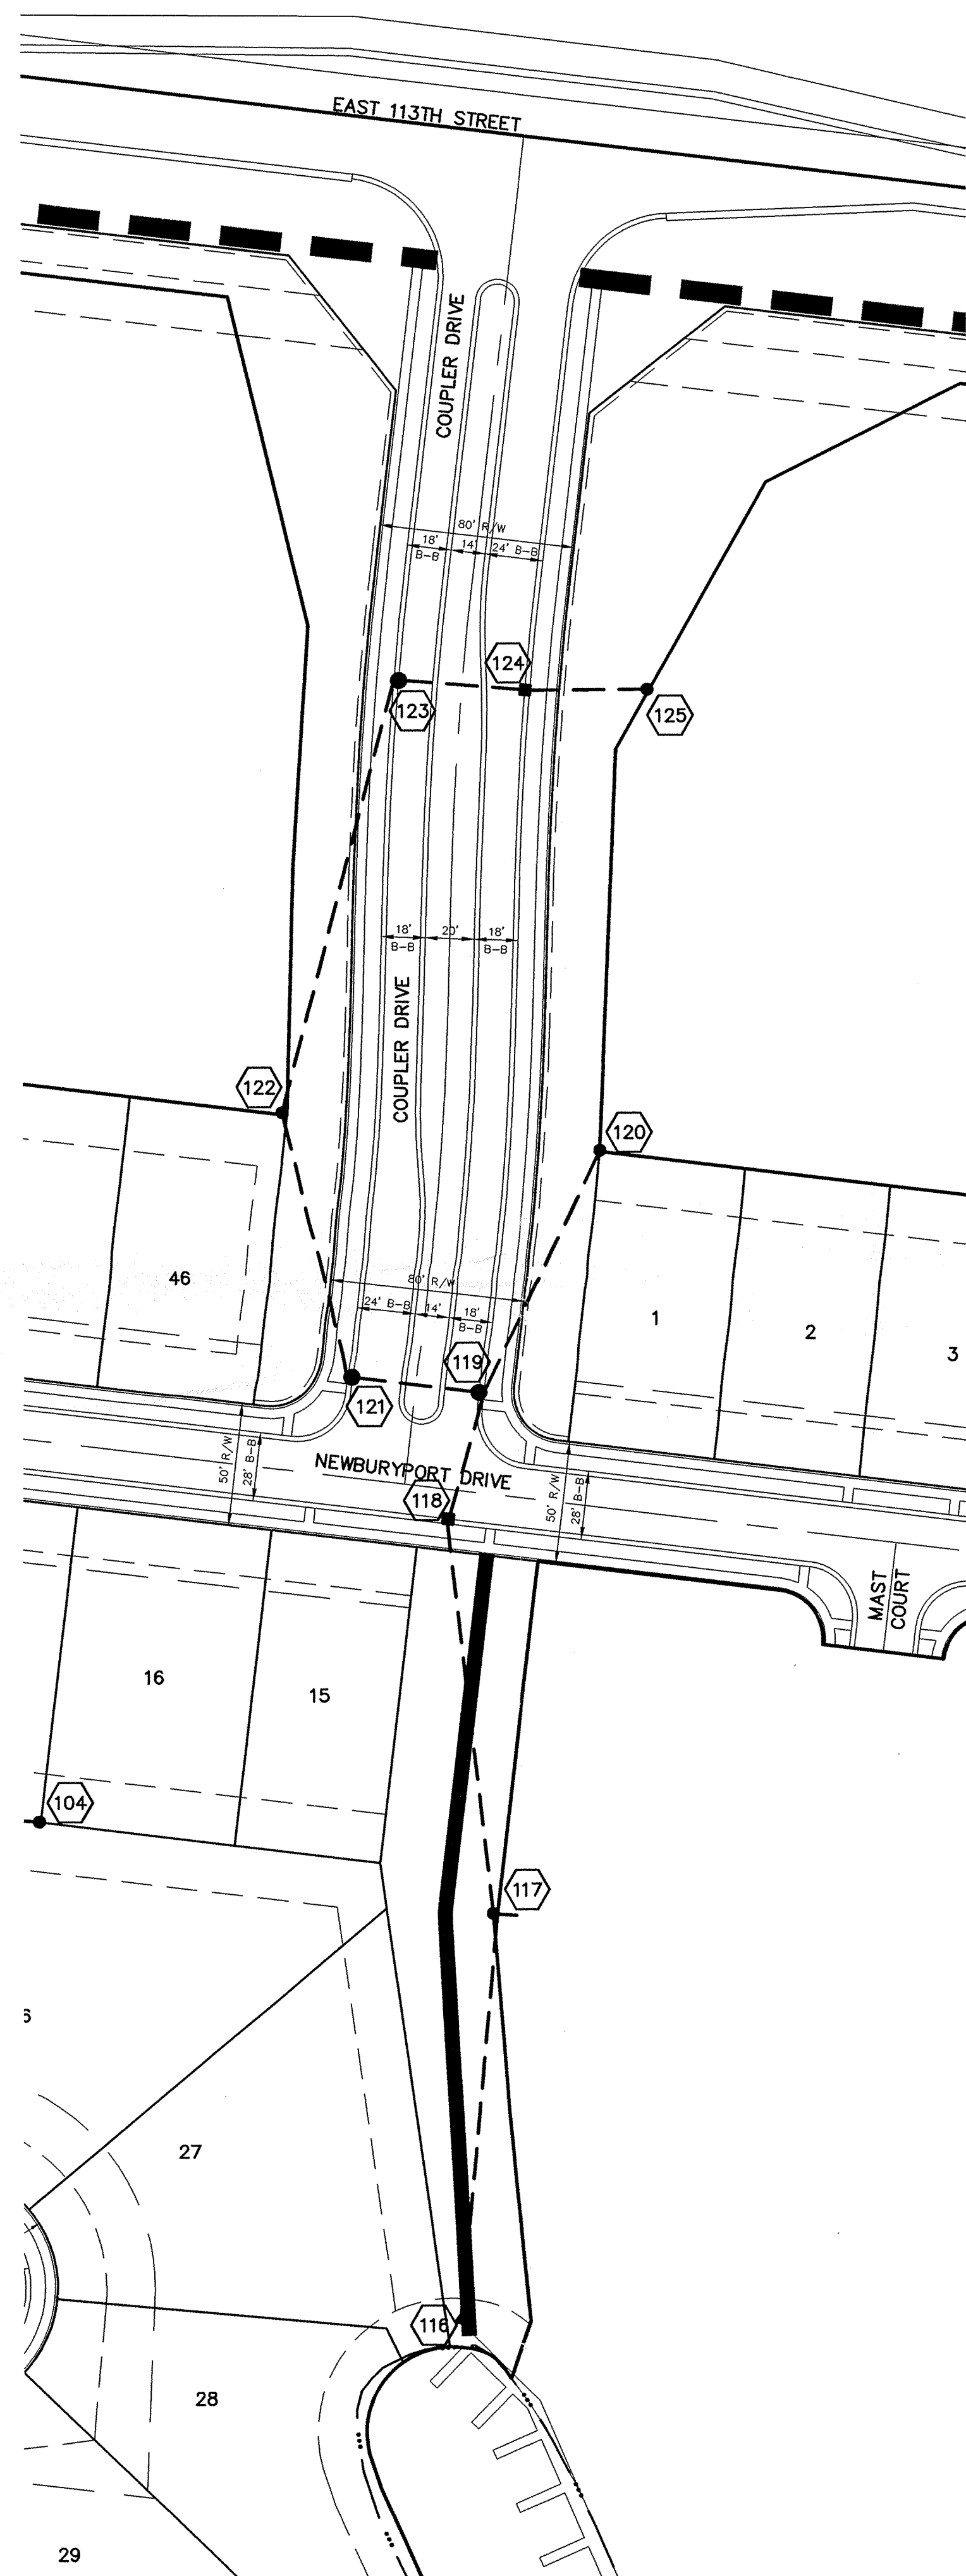 EAST 113TH STREET
COUPLER DRIVE
80' R/W
18'
B-B
14'
24' B-B
124
123
125
18'
B-B
20'
18'
B-B
COUPLER DRIVE
122
120
46
80' R/W
24' B-B
14'
18'
B-B
1
2
3
119
121
NEWBURYPORT DRIVE
50' R/W
28' B-B
118
50' R/W
28' B-B
MAST
COURT
16
15
104
117
27
116
28
29